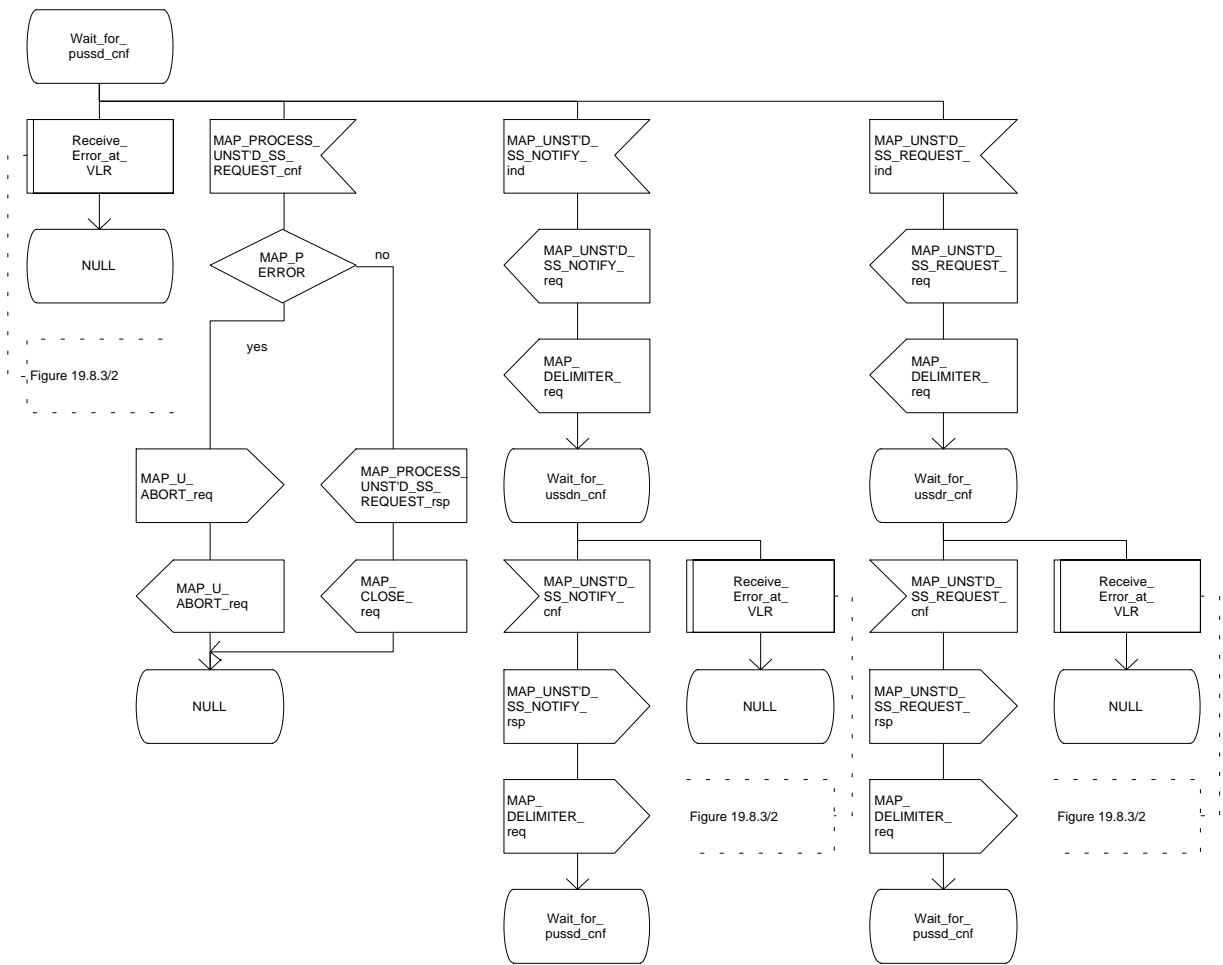 Wait_for_
pussd_cnf
Receive_
Error_at_
VLR
MAP_PROCESS_
UNST'D_SS_
REQUEST_cnf
MAP_UNST'D_
SS_NOTIFY_
ind
MAP_UNST'D_
SS_REQUEST_
ind
NULL
MAP_P
ERROR
no
MAP_UNST'D_
SS_NOTIFY_
req
MAP_UNST'D_
SS_REQUEST_
req
yes
Figure 19.8.3/2
MAP_
DELIMITER_
req
MAP_
DELIMITER_
req
MAP_U_
ABORT_req
MAP_PROCESS_
UNST'D_SS_
REQUEST_rsp
Wait_for_
ussdn_cnf
Wait_for_
ussdr_cnf
MAP_U_
ABORT_req
MAP_
CLOSE_
req
MAP_UNST'D_
SS_NOTIFY_
cnf
Receive_
Error_at_
VLR
MAP_UNST'D_
SS_REQUEST_
cnf
Receive_
Error_at_
VLR
NULL
MAP_UNST'D_
SS_NOTIFY_
rsp
NULL
MAP_UNST'D_
SS_REQUEST_
rsp
NULL
MAP_
DELIMITER_
req
Figure 19.8.3/2
MAP_
DELIMITER_
req
Figure 19.8.3/2
Wait_for_
pussd_cnf
Wait_for_
pussd_cnf